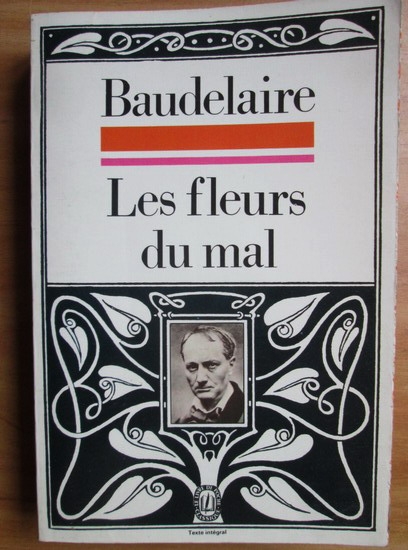 Baudelaire
Les fleurs
du mal
Texte intégral